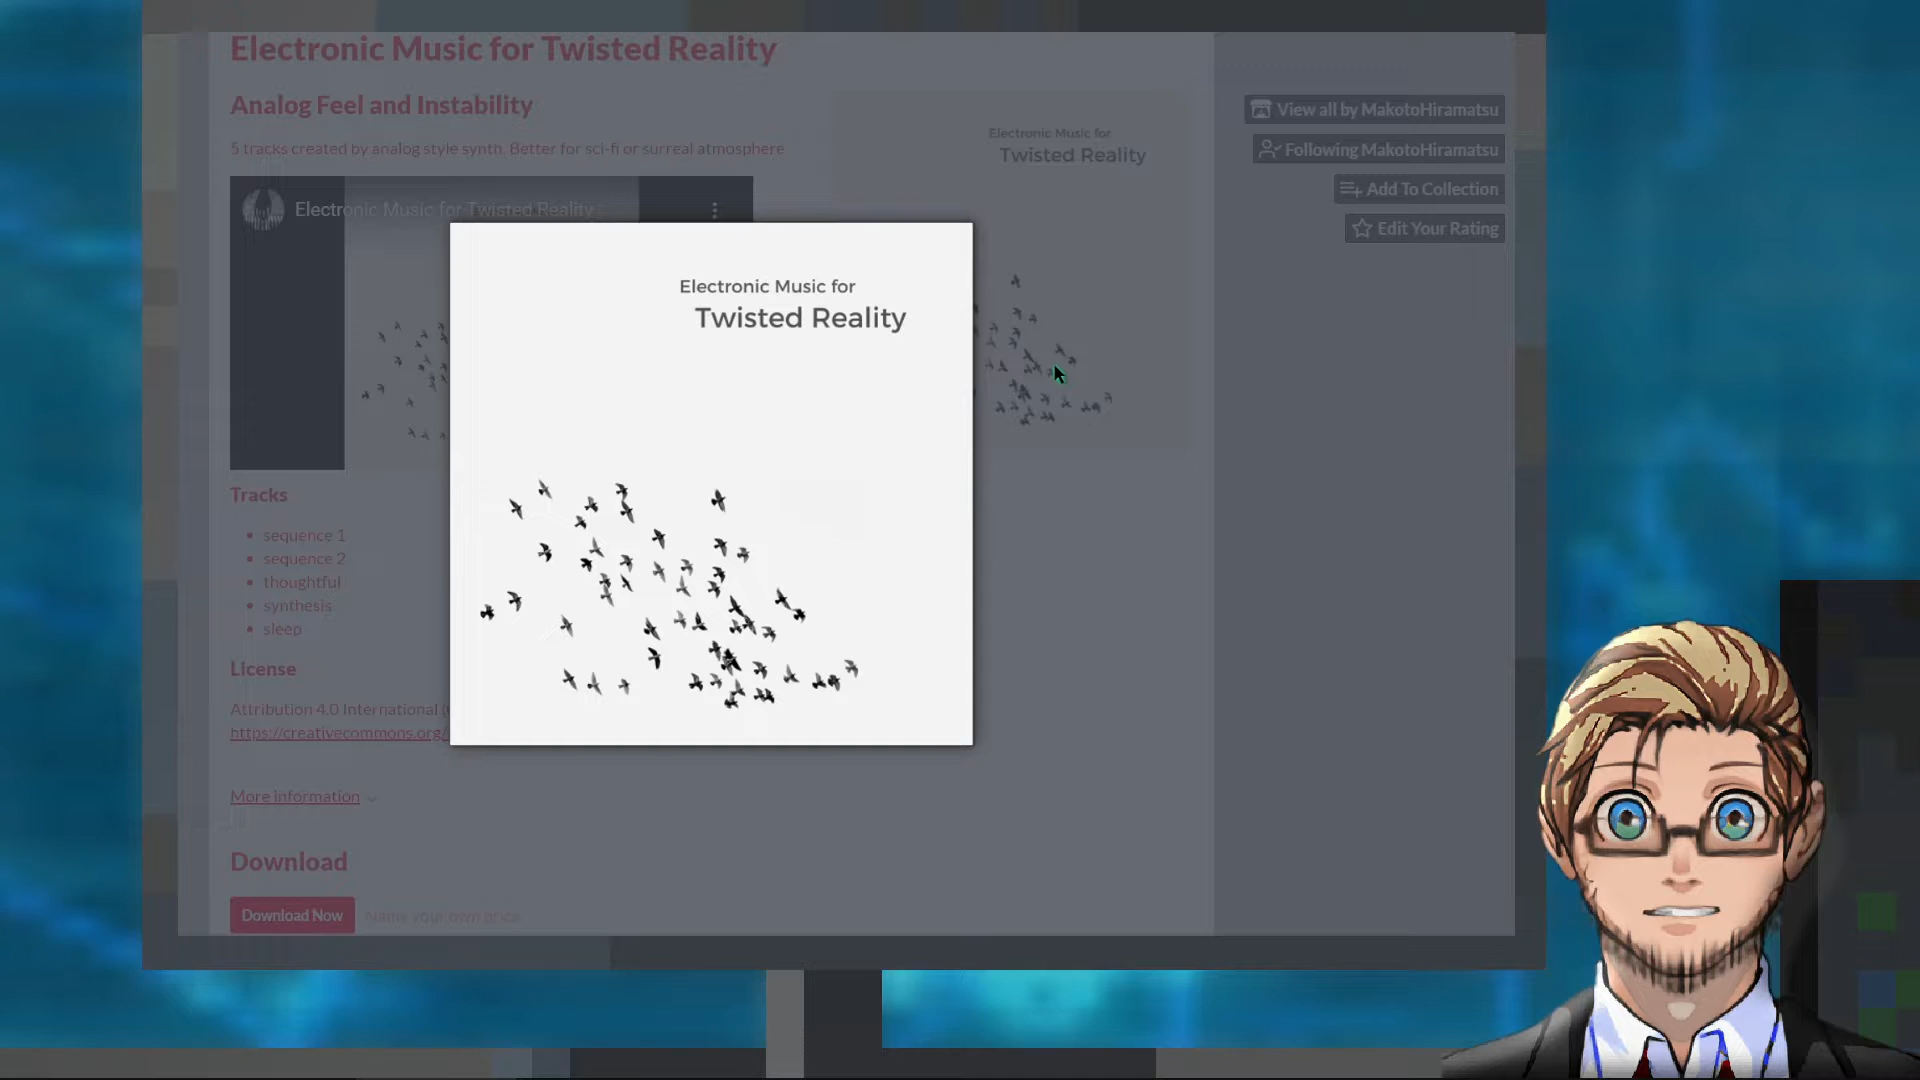 Electronic Music for Twisted Reality
Analog Feel and Instability
5 tracks created by analog style synth. Better for sci-fi or surreal atmosphere
Electronic Music for Twisted Reality
Electronic Music for
Twisted Reality
Electronic Music for
Twisted Reality
Tracks
sequence 1
sequence 2
thoughtful
synthesis
sleep
License
Attribution 4.0 International
https://creativecommons.org/
More information
Download
Download Now
Name your own price
View all by MakotoHiramatsu
Following MakotoHiramatsu
Add To Collection
Edit Your Rating